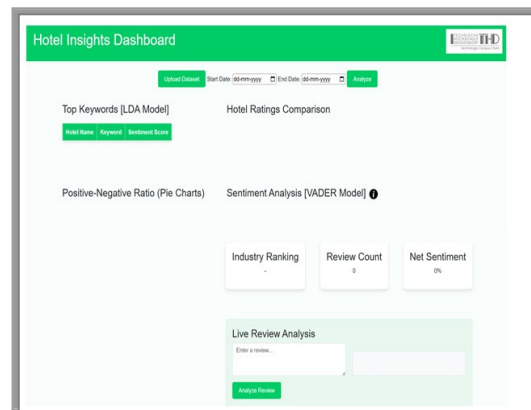 Hotel Insights Dashboard
THD
Upload Dataset Start Date: dd-mm-yyyy End Date: dd-mm-yyyy Analyze
Top Keywords [LDA Model]
Hotel Name Keyword Sentiment Score
Hotel Ratings Comparison
Positive-Negative Ratio (Pie Charts)
Sentiment Analysis [VADER Model] i
Industry Ranking
-
Review Count
0
Net Sentiment
0%
Live Review Analysis
Enter a review...
Analyze Review